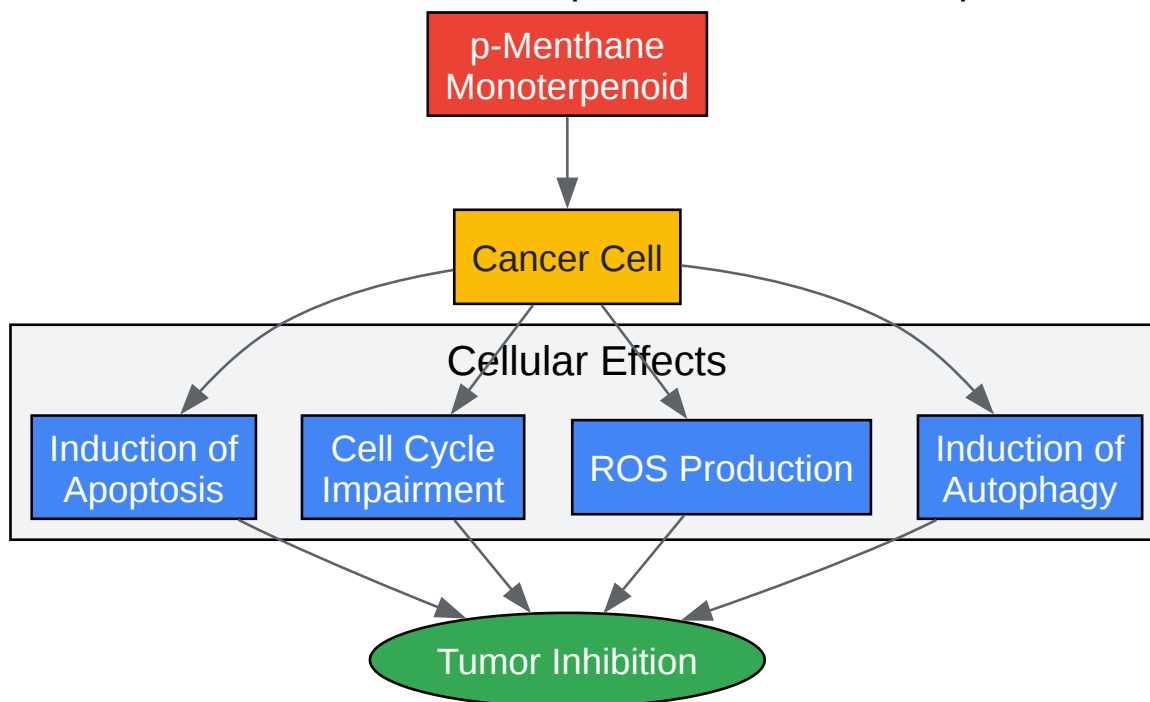 p-Menthane
Monoterpenoid
Cancer Cell
Cellular Effects
Induction of
Apoptosis
Cell Cycle
Impairment
ROS Production
Induction of
Autophagy
Tumor Inhibition